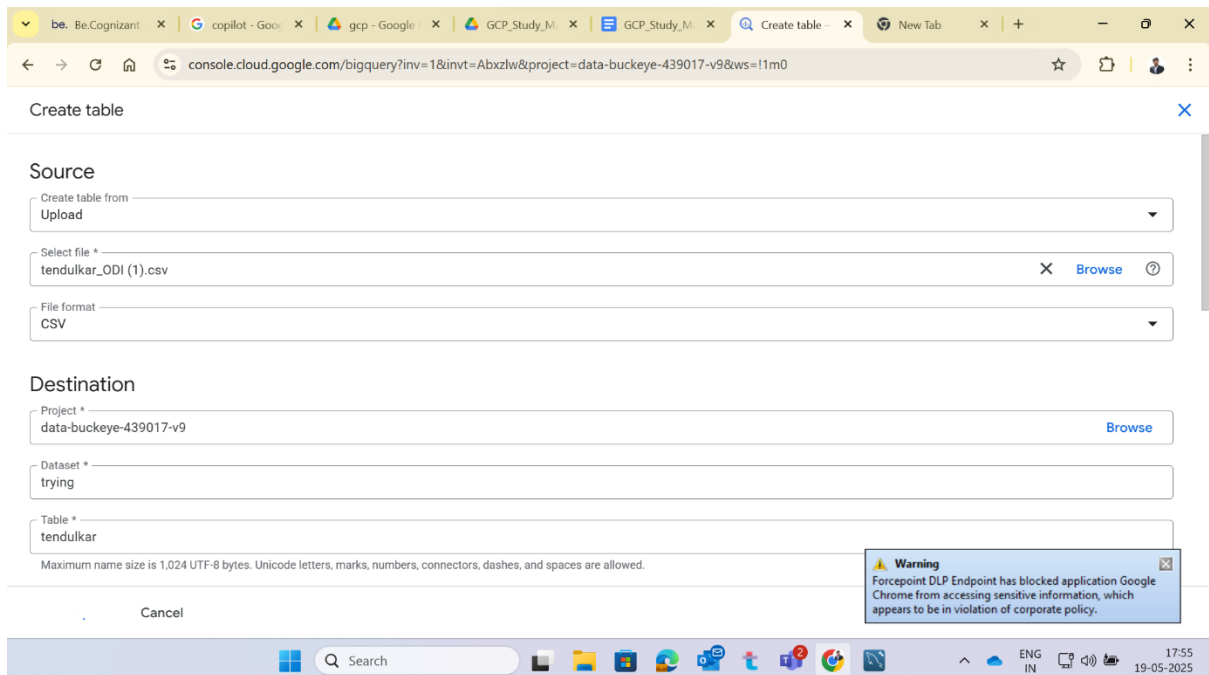 be. Be.Cognizant
copilot - Goog
gcp - Google
GCP_Study_M
GCP_Study_M
Create table –
New Tab
console.cloud.google.com/bigquery?inv=1&invt=Abxzlw&project=data-buckeye-439017-v9&ws=!1m0
Create table
Source
Create table from
Upload
Select file *
tendulkar_ODI (1).csv
Browse
File format
CSV
Destination
Project *
data-buckeye-439017-v9
Browse
Dataset *
trying
Table *
tendulkar
Maximum name size is 1,024 UTF-8 bytes. Unicode letters, marks, numbers, connectors, dashes, and spaces are allowed.
Warning
Forcepoint DLP Endpoint has blocked application Google
Chrome from accessing sensitive information, which
appears to be in violation of corporate policy.
Cancel
Search
2
ENG
IN
17:55
19-05-2025